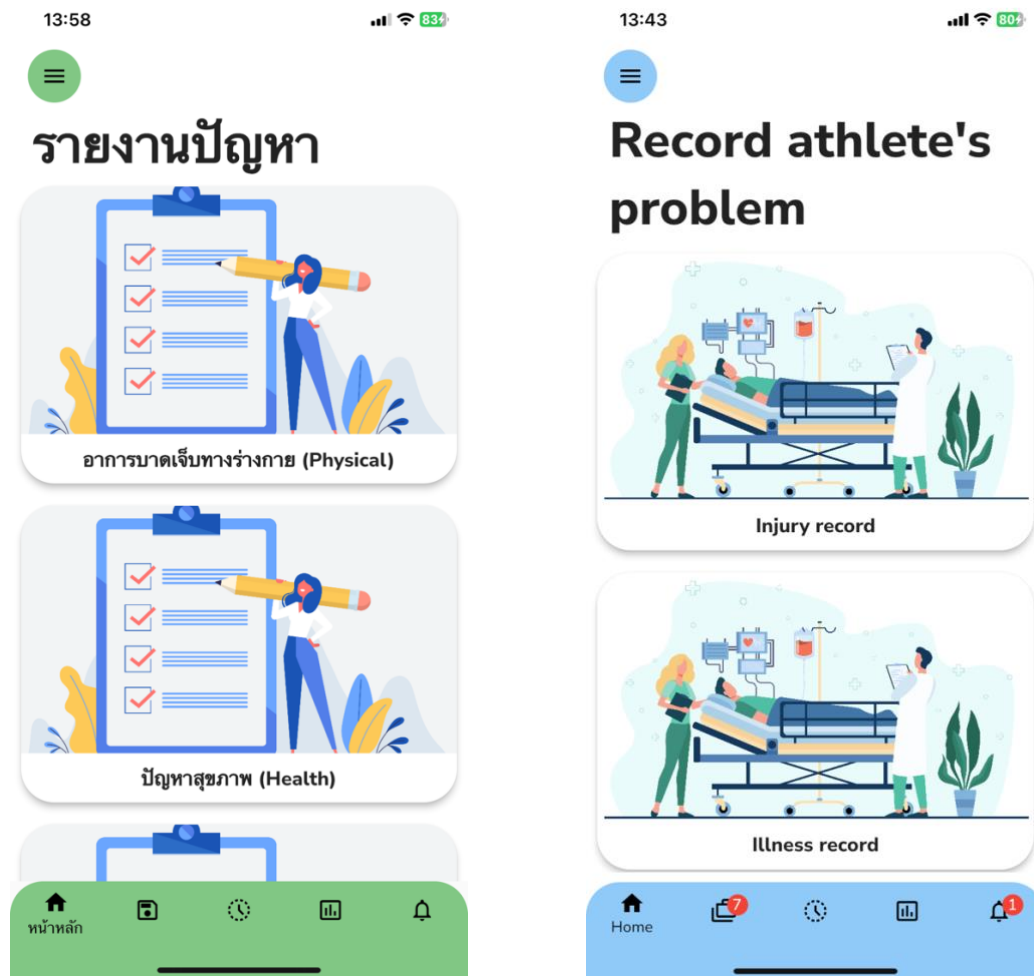 13:58
83
รายงานปัญหา
อาการบาดเจ็บทางร่างกาย (Physical)
ปัญหาสุขภาพ (Health)
หน้าหลัก
13:43
80
Record athlete's
problem
Injury record
Illness record
7
1
Home